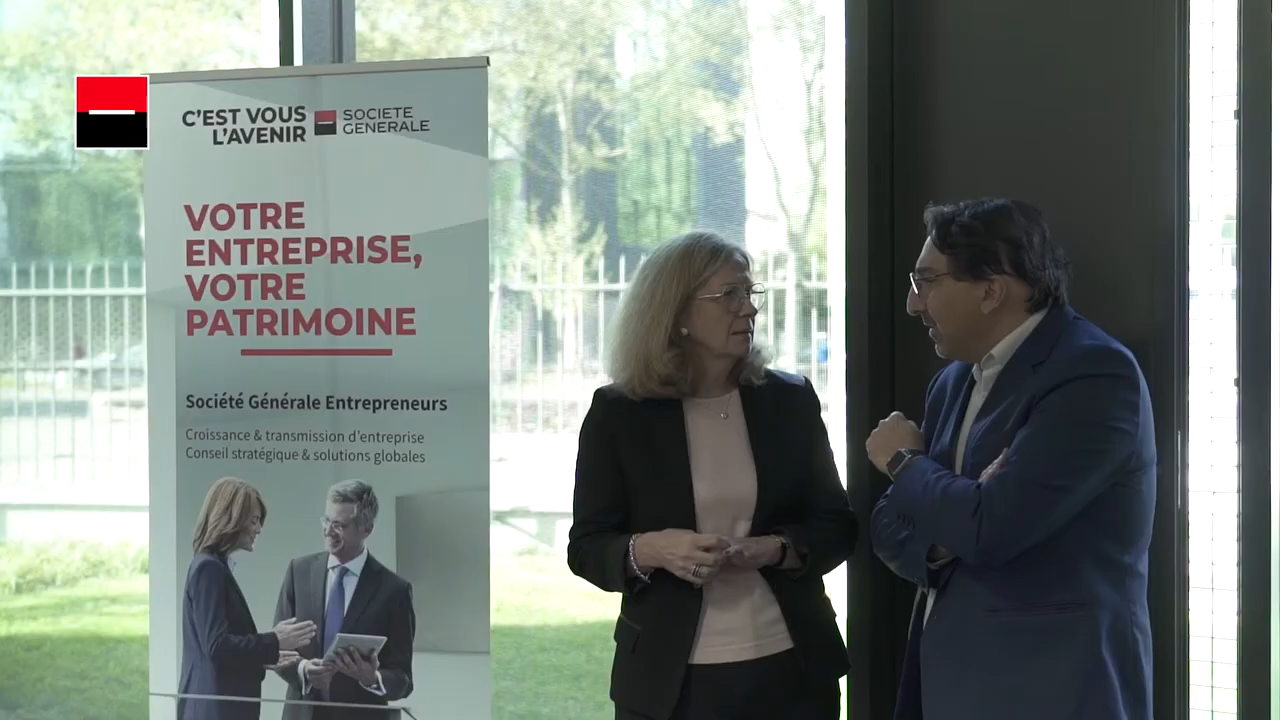 C'EST VOUS
L'AVENIR
SOCIETE
GENERALE
VOTRE
ENTREPRISE,
VOTRE
PATRIMOINE
Société Générale Entrepreneurs
Croissance & transmission d'entreprise
Conseil stratégique & solutions globales